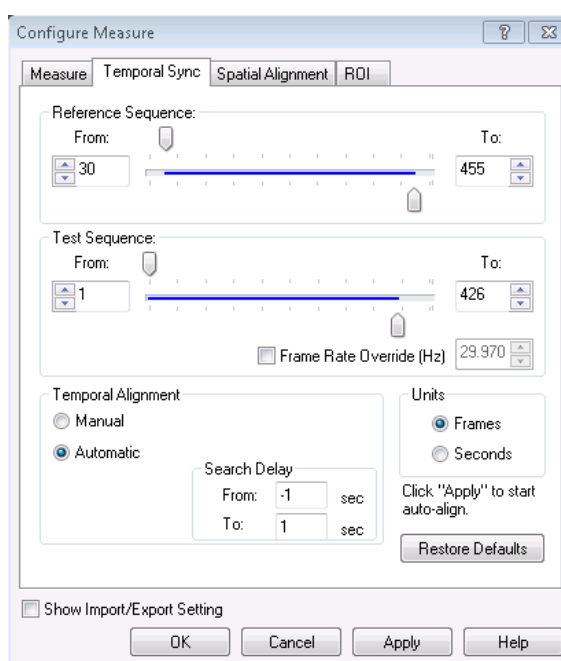 Configure Measure
Measure Temporal Sync Spatial Alignment ROI
Reference Sequence:
From: To:
30 455
Test Sequence:
From: To:
1 426
Frame Rate Override (Hz) 29.970
Temporal Alignment
Manual
Automatic
Search Delay
From: -1 sec
To: 1 sec
Units
Frames
Seconds
Click "Apply" to start
auto-align.
Restore Defaults
Show Import/Export Setting
OK Cancel Apply Help